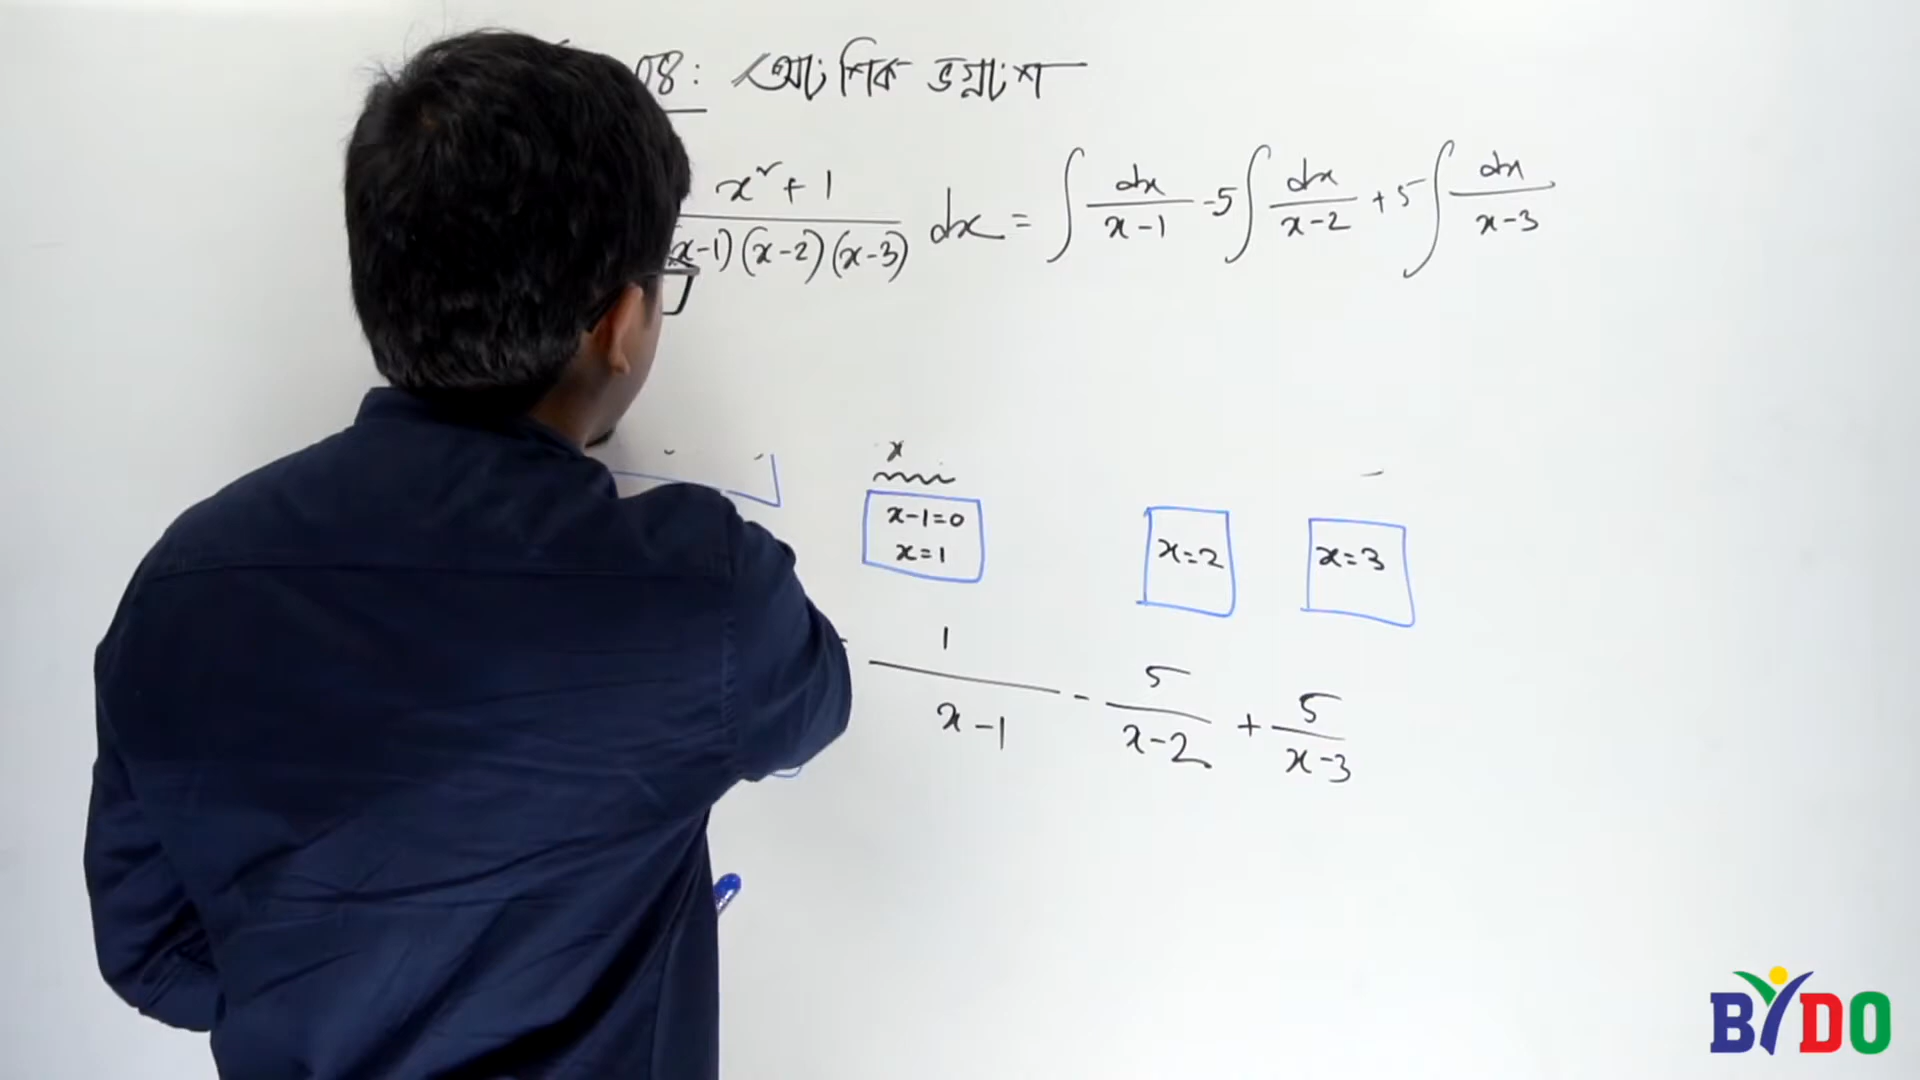 08: আংশিক ভগ্নাংশ
x² + 1 / (x-1)(x-2)(x-3) dx = ∫ dx/x-1 -5 ∫ dx/x-2 + 5 ∫ dx/x-3
x
x-1=0
x=1
x=2
x=3
1/x-1 - 5/x-2 + 5/x-3
BYDO